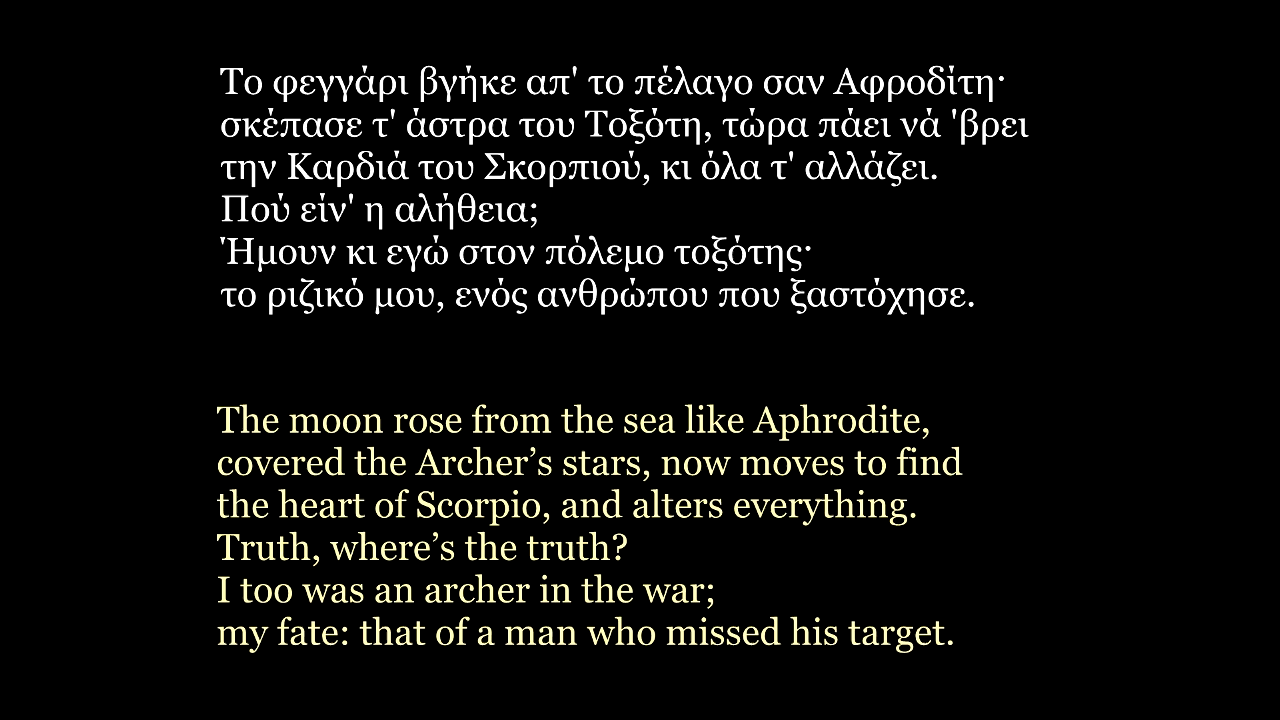 Το φεγγάρι βγήκε απ' το πέλαγο σαν Αφροδίτη·
σκέπασε τ' άστρα του Τοξότη, τώρα πάει νά 'βρει
την Καρδιά του Σκορπιού, κι όλα τ' αλλάζει.
Πού είν' η αλήθεια;
Ήμουν κι εγώ στον πόλεμο τοξότης·
το ριζικό μου, ενός ανθρώπου που ξαστόχησε.
The moon rose from the sea like Aphrodite,
covered the Archer’s stars, now moves to find
the heart of Scorpio, and alters everything.
Truth, where’s the truth?
I too was an archer in the war;
my fate: that of a man who missed his target.